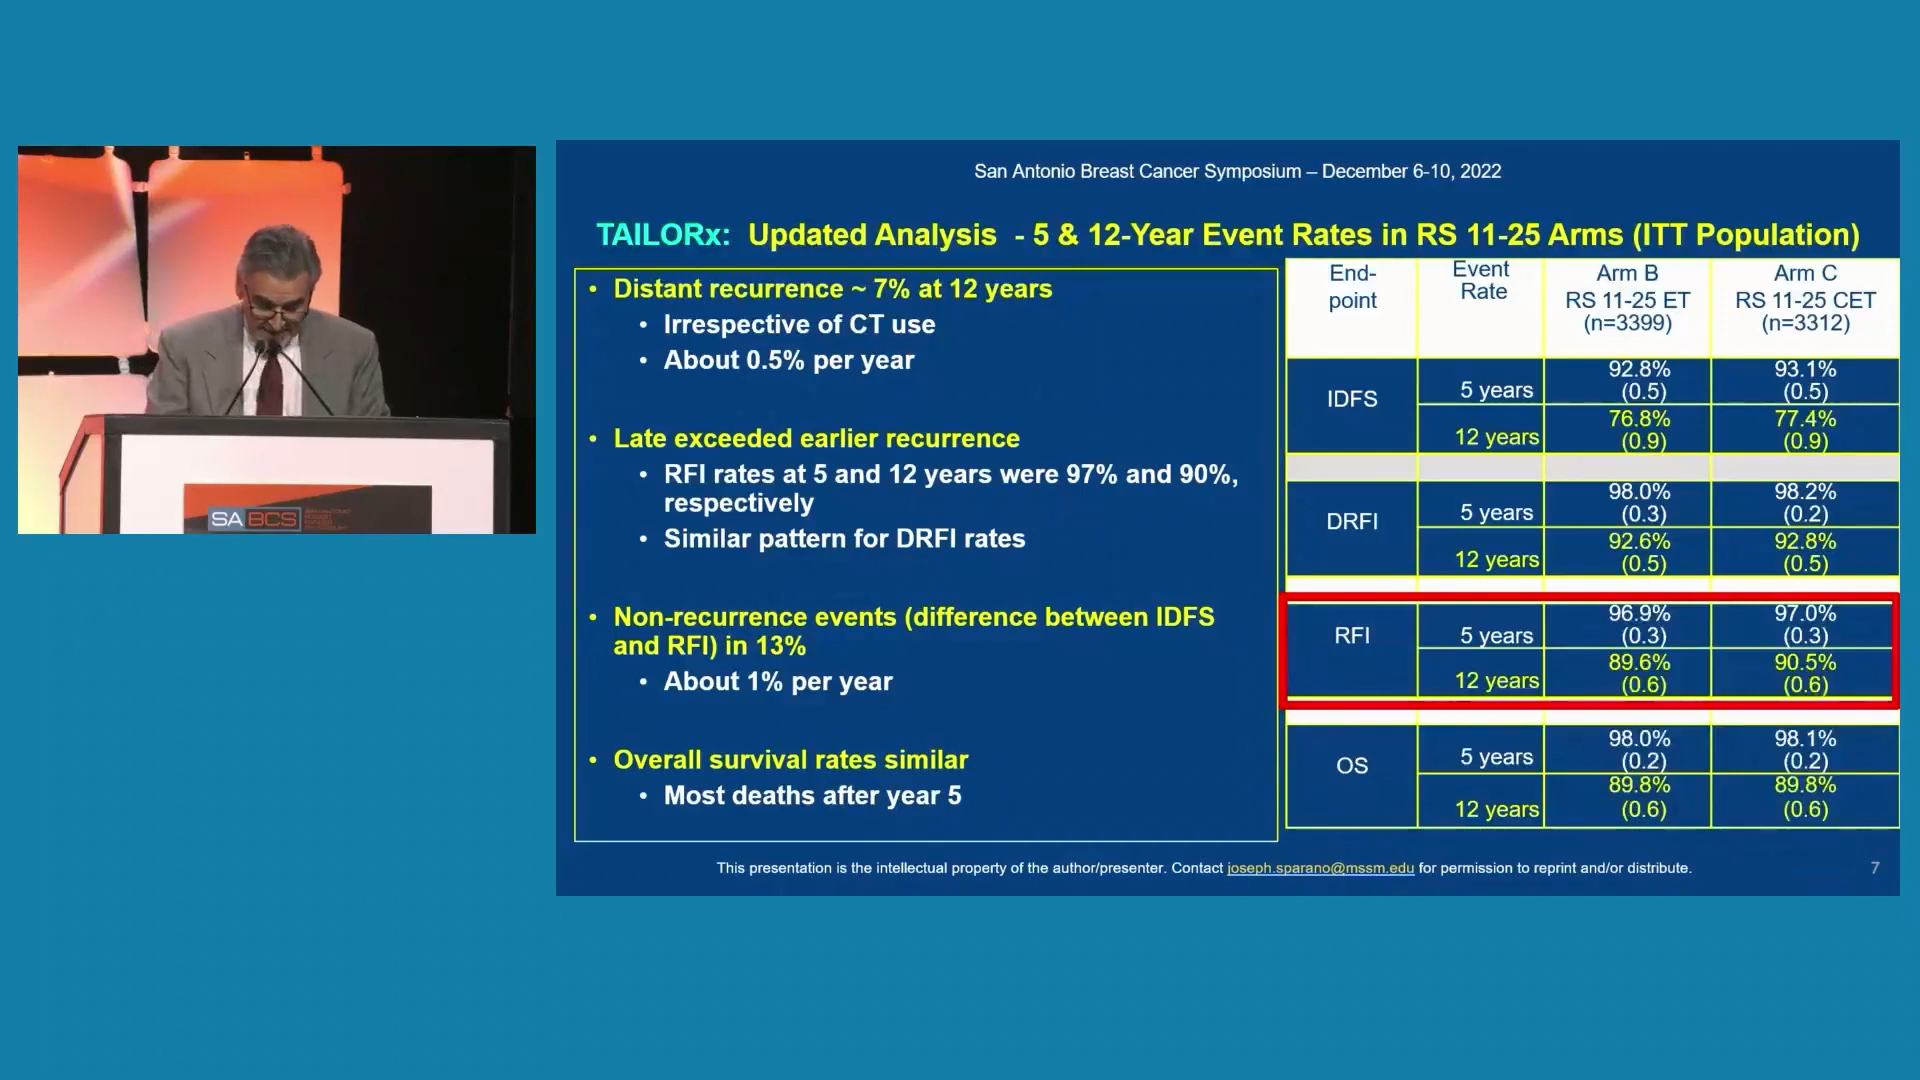 San Antonio Breast Cancer Symposium – December 6-10, 2022
TAILORx: Updated Analysis - 5 & 12-Year Event Rates in RS 11-25 Arms (ITT Population)
• Distant recurrence ~ 7% at 12 years
• Irrespective of CT use
• About 0.5% per year
• Late exceeded earlier recurrence
• RFI rates at 5 and 12 years were 97% and 90%,
respectively
• Similar pattern for DRFI rates
• Non-recurrence events (difference between IDFS
and RFI) in 13%
• About 1% per year
• Overall survival rates similar
• Most deaths after year 5
End-
point
Event
Rate
Arm B
RS 11-25 ET
(n=3399)
Arm C
RS 11-25 CET
(n=3312)
IDFS
5 years
92.8%
(0.5)
93.1%
(0.5)
12 years
76.8%
(0.9)
77.4%
(0.9)
DRFI
5 years
98.0%
(0.3)
98.2%
(0.2)
12 years
92.6%
(0.5)
92.8%
(0.5)
RFI
5 years
96.9%
(0.3)
97.0%
(0.3)
12 years
89.6%
(0.6)
90.5%
(0.6)
OS
5 years
98.0%
(0.2)
98.1%
(0.2)
12 years
89.8%
(0.6)
89.8%
(0.6)
This presentation is the intellectual property of the author/presenter. Contact joseph.sparano@mssm.edu for permission to reprint and/or distribute.
7
SA BCS